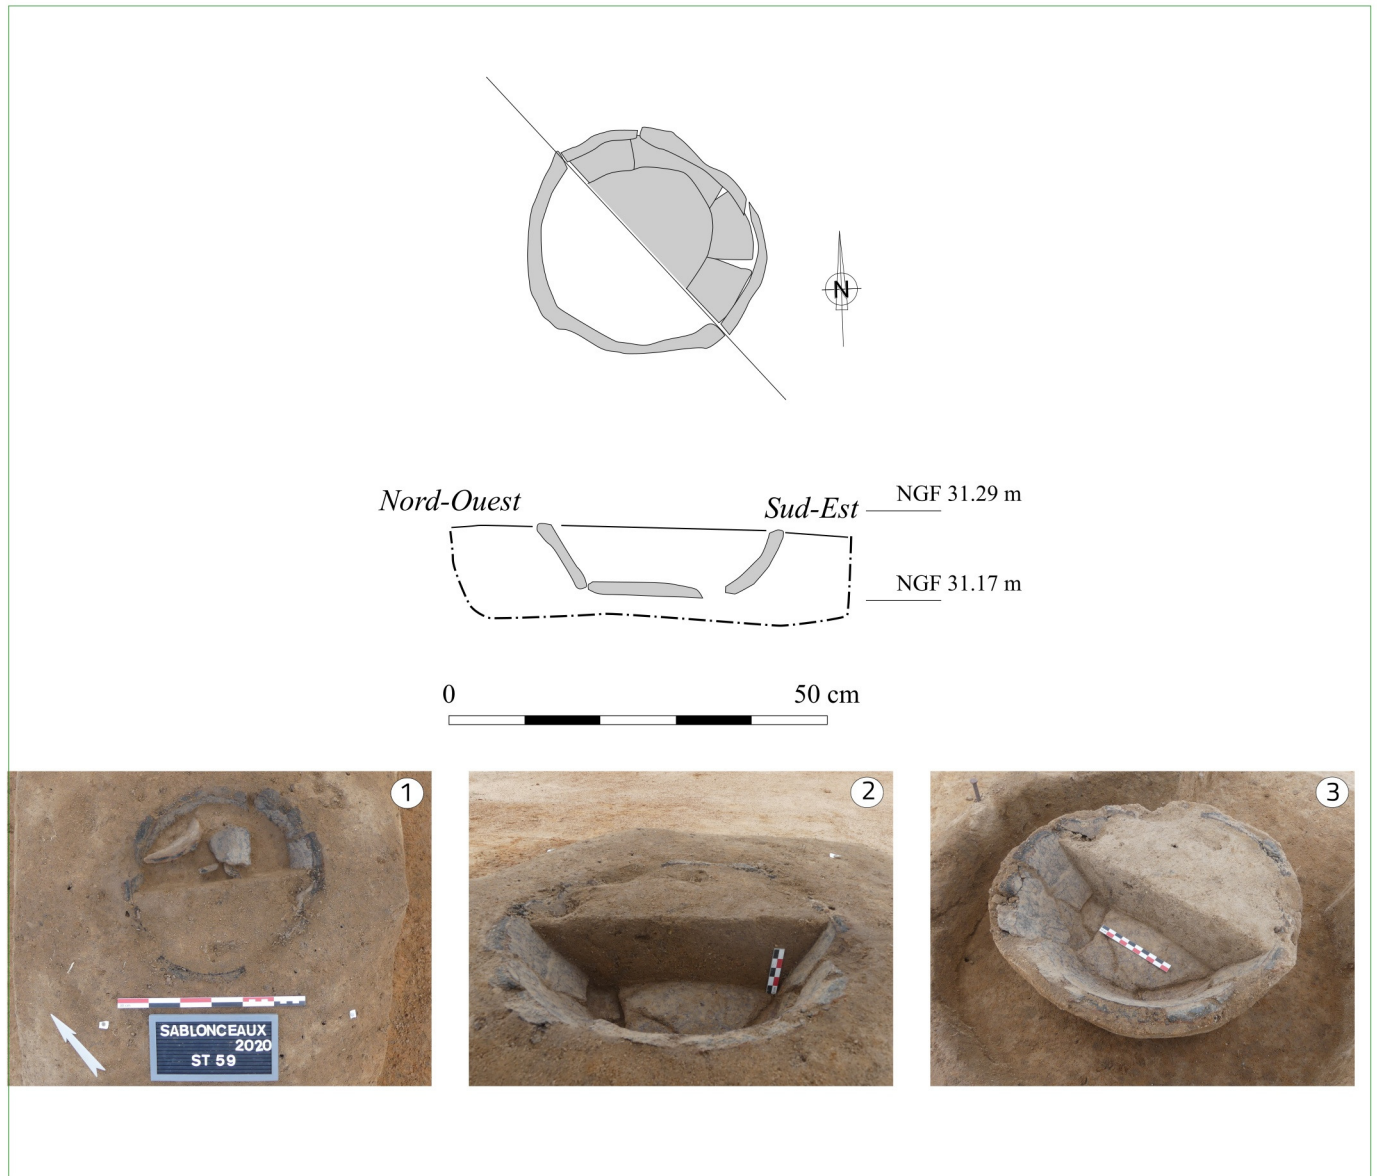 N
Nord-Ouest
Sud-Est
NGF 31.29 m
NGF 31.17 m
0
50 cm
1
2
3
SABLONCEAUX
2020
ST 59